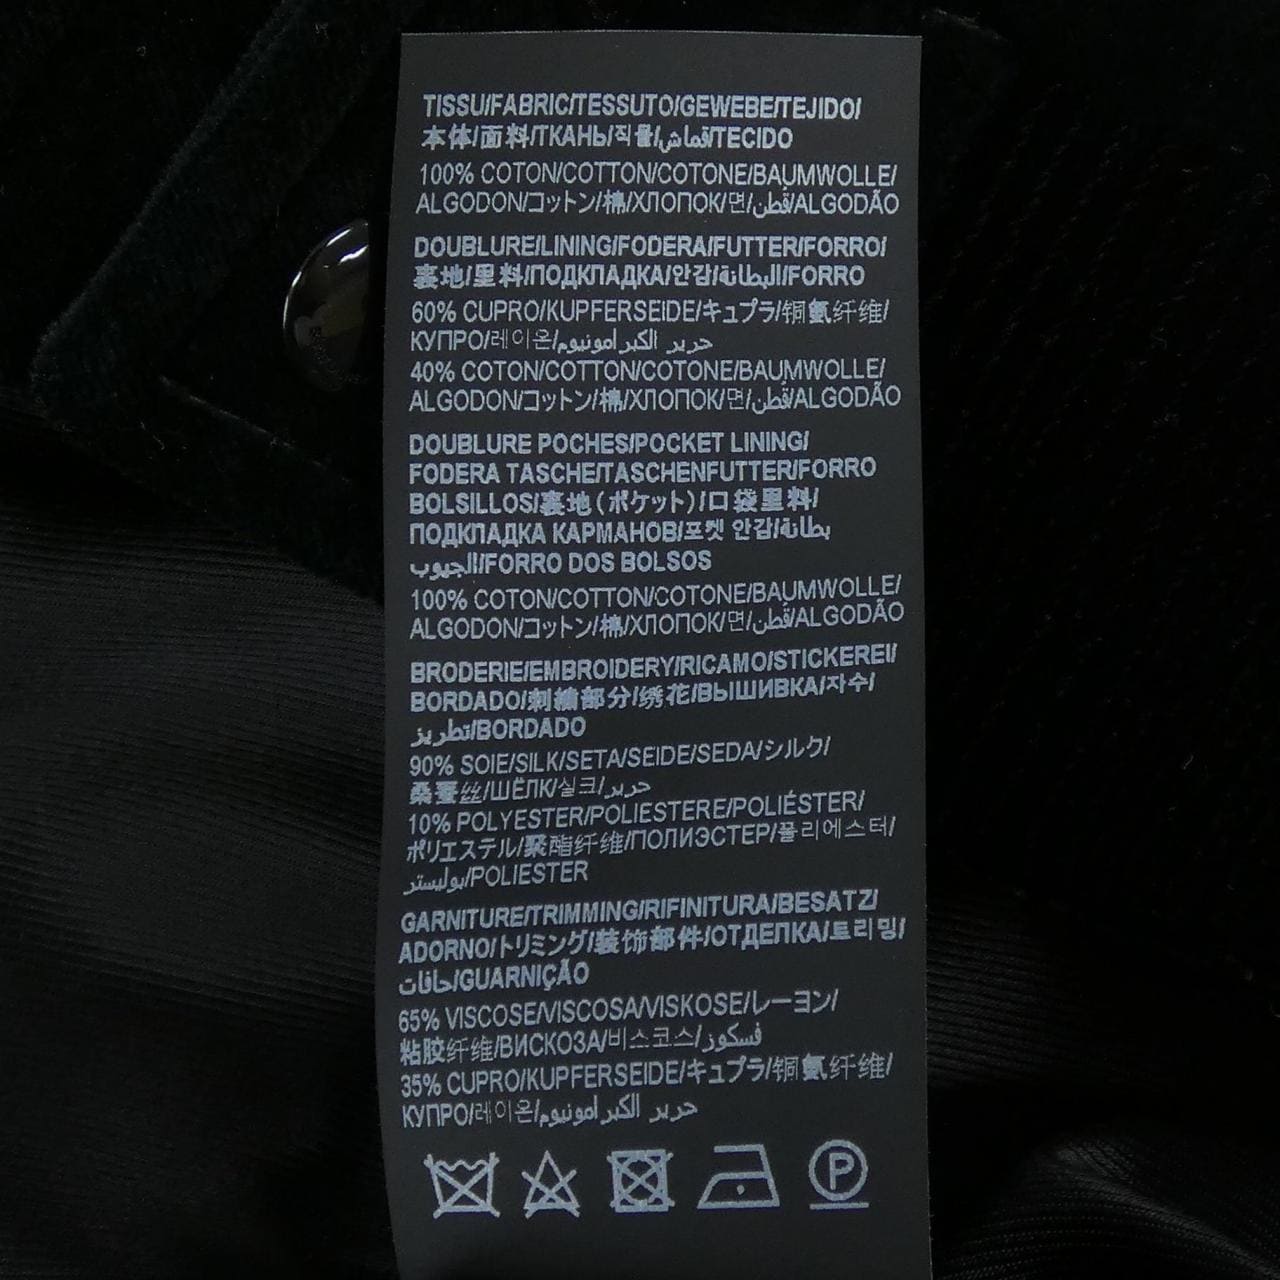 TISSU/FABRIC/TESSUTO/GEWEBE/TEJIDO/
本体/面料/ТКАНЬ/직물/قماش/TECIDO
100% COTON/COTTON/COTONE/BAUMWOLLE/
ALGODON/コットン/棉/ХЛОПОК/면/قطن/ALGODÃO
DOUBLURE/LINING/FODERA/FUTTER/FORRO/
裏地/里料/ПОДКЛАДКА/안감/البطانة/FORRO
60% CUPRO/KUPFERSEIDE/キュプラ/铜氨纤维/
КУПРО/레이온/حرير الكبرامونيوم
40% COTON/COTTON/COTONE/BAUMWOLLE/
ALGODON/コットン/棉/ХЛОПОК/면/قطن/ALGODÃO
DOUBLURE POCHES/POCKET LINING/
FODERA TASCHE/TASCHENFUTTER/FORRO
BOLSILLOS/裏地(ポケット)/口袋里料/
ПОДКЛАДКА КАРМАНОВ/포켓 안감/بطانة
الجيوب/FORRO DOS BOLSOS
100% COTON/COTTON/COTONE/BAUMWOLLE/
ALGODON/コットン/棉/ХЛОПОК/면/قطن/ALGODÃO
BRODERIE/EMBROIDERY/RICAMO/STICKEREI/
BORDADO/刺繍部分/绣花/ВЫШИВКА/자수/
تطريز/BORDADO
90% SOIE/SILK/SETA/SEIDE/SEDA/シルク/
桑蚕丝/ШЁЛК/실크/حرير
10% POLYESTER/POLIESTERE/POLIÉSTER/
ポリエステル/聚酯纤维/ПОЛИЭСТЕР/폴리에스터/
بوليستر/POLIESTER
GARNITURE/TRIMMING/RIFINITURA/BESATZ/
ADORNO/トリミング/装饰部件/ОТДЕЛКА/트리밍/
حافات/GUARNIÇÃO
65% VISCOSE/VISCOSA/VISKOSE/レーヨン/
粘胶纤维/ВИСКОЗА/비스코스/فسكوز
35% CUPRO/KUPFERSEIDE/キュプラ/铜氨纤维/
КУПРО/레이온/حرير الكبرامونيوم
P